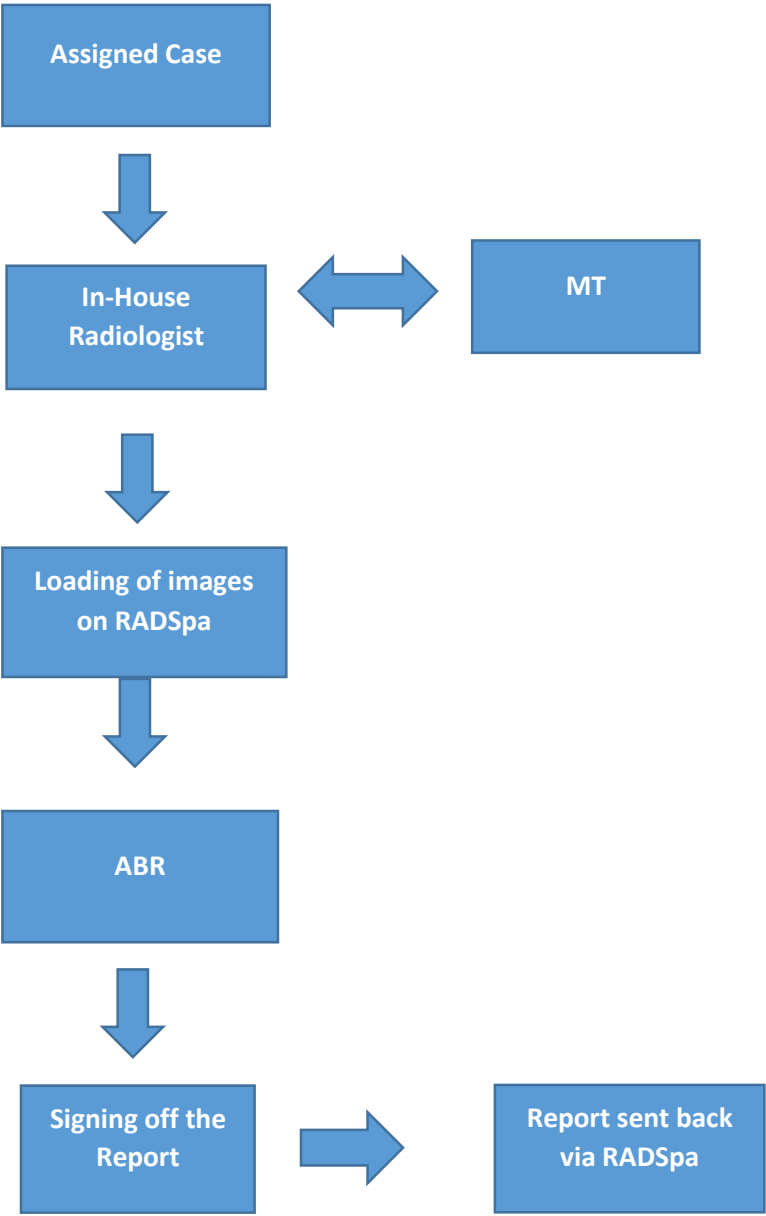 Assigned Case
In-House
Radiologist
MT
Loading of images
on RADSpa
ABR
Signing off the
Report
Report sent back
via RADSpa